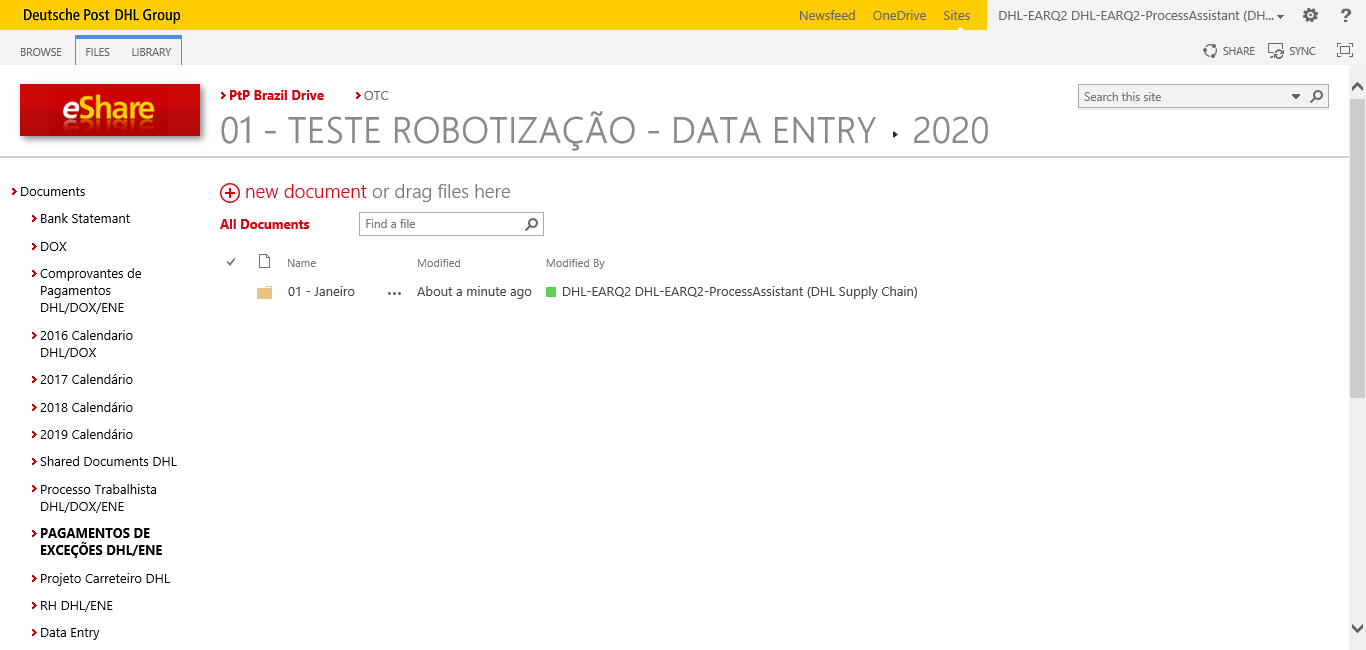 Deutsche Post DHL Group
Newsfeed OneDrive Sites DHL-EARQ2 DHL-EARQ2-ProcessAssistant (DH... ?
BROWSE FILES LIBRARY SHARE SYNC
eShare
PtP Brazil Drive OTC
Search this site
01 - TESTE ROBOTIZAÇÃO - DATA ENTRY 2020
Documents
Bank Statemant
DOX
Comprovantes de
Pagamentos
DHL/DOX/ENE
2016 Calendario
DHL/DOX
2017 Calendário
2018 Calendário
2019 Calendário
Shared Documents DHL
Processo Trabalhista
DHL/DOX/ENE
PAGAMENTOS DE
EXCEÇÕES DHL/ENE
Projeto Carreteiro DHL
RH DHL/ENE
Data Entry
new document or drag files here
All Documents Find a file
Name Modified Modified By
01 - Janeiro ... About a minute ago DHL-EARQ2 DHL-EARQ2-ProcessAssistant (DHL Supply Chain)